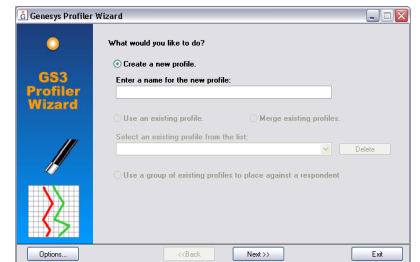 Genesys Profiler Wizard
GS3
Profiler
Wizard
What would you like to do?
Create a new profile.
Enter a name for the new profile:
Use an existing profile.
Merge existing profiles.
Select an existing profile from the list:
Delete
Use a group of existing profiles to place against a respondent
Options...
<<Back
Next >>
Exit